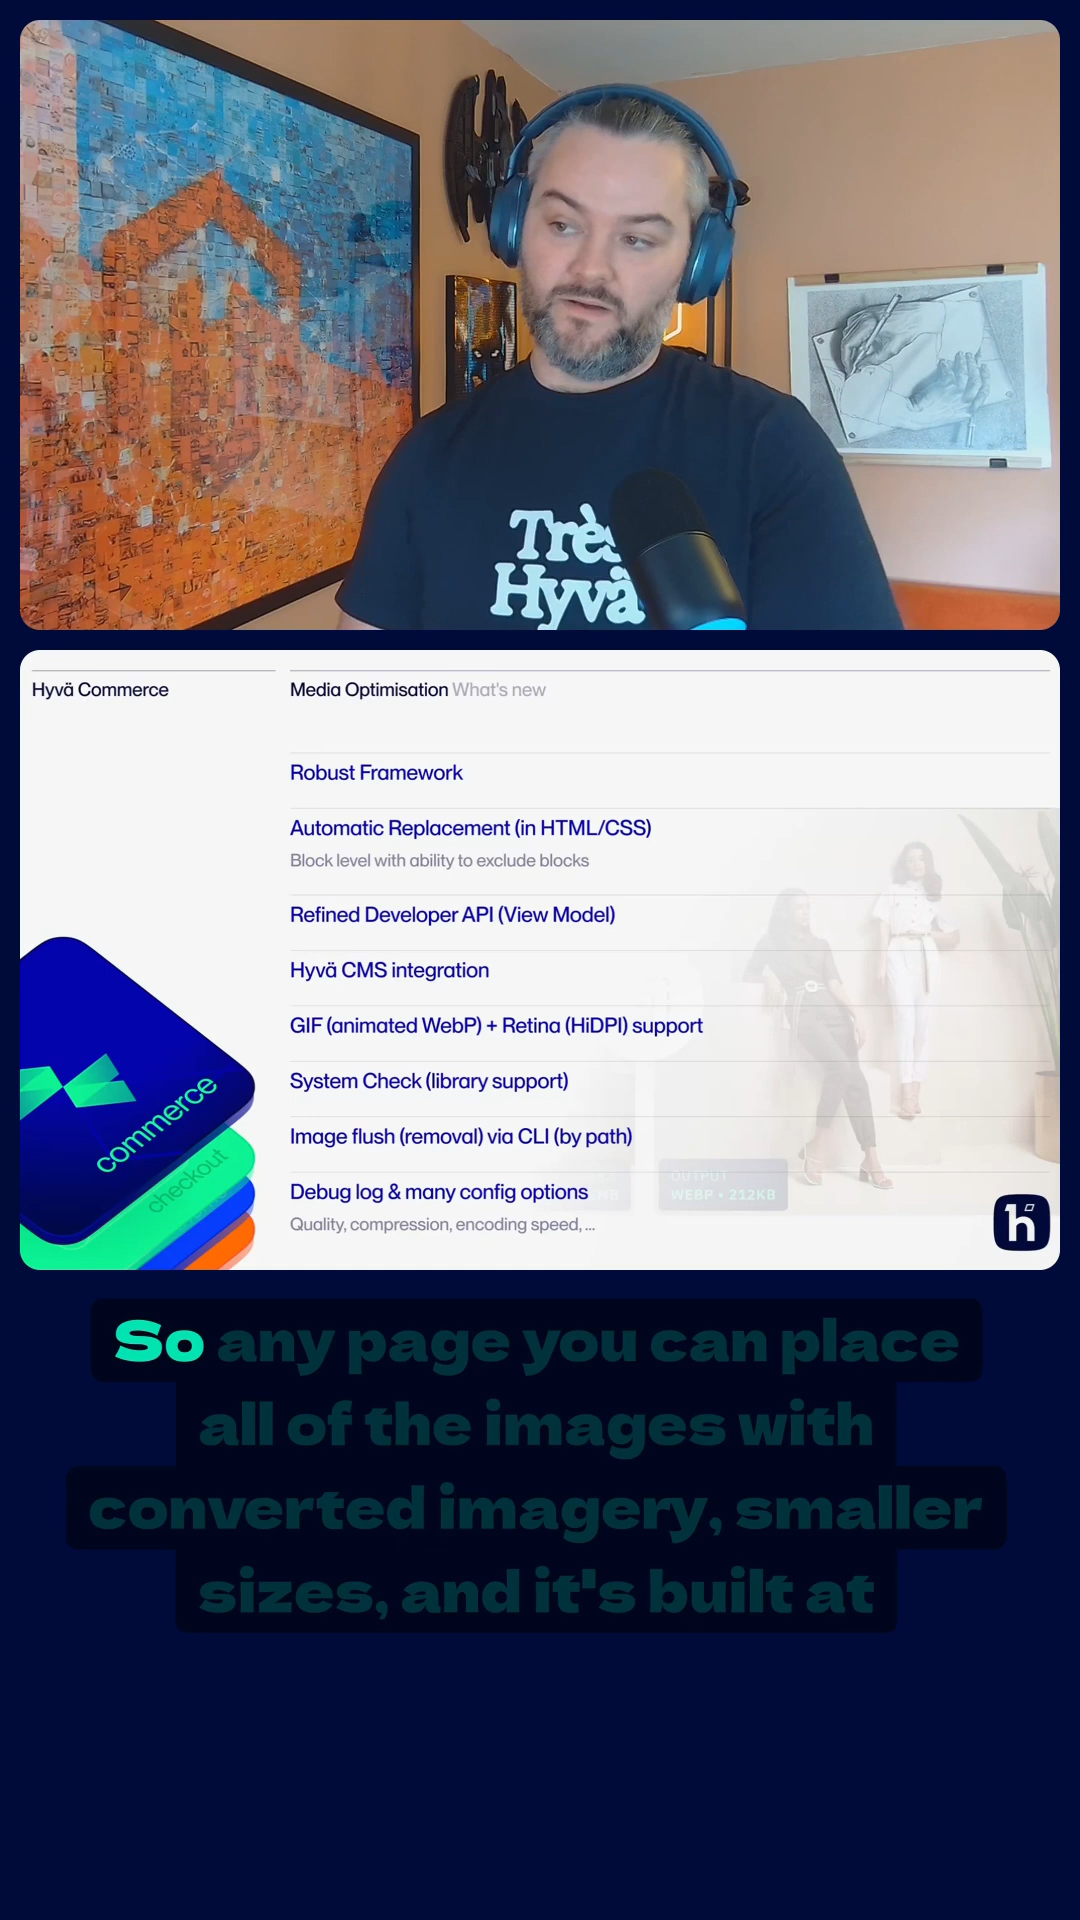 Très
Hyvä
Hyvä Commerce
Media Optimisation What's new
Robust Framework
Automatic Replacement (in HTML/CSS)
Block level with ability to exclude blocks
Refined Developer API (View Model)
Hyvä CMS integration
GIF (animated WebP) + Retina (HiDPI) support
System Check (library support)
Image flush (removal) via CLI (by path)
OUTPUT
WEBP • 212KB
Debug log & many config options
Quality, compression, encoding speed, ...
commerce
checkout
So any page you can place
all of the images with
converted imagery, smaller
sizes, and it's built at